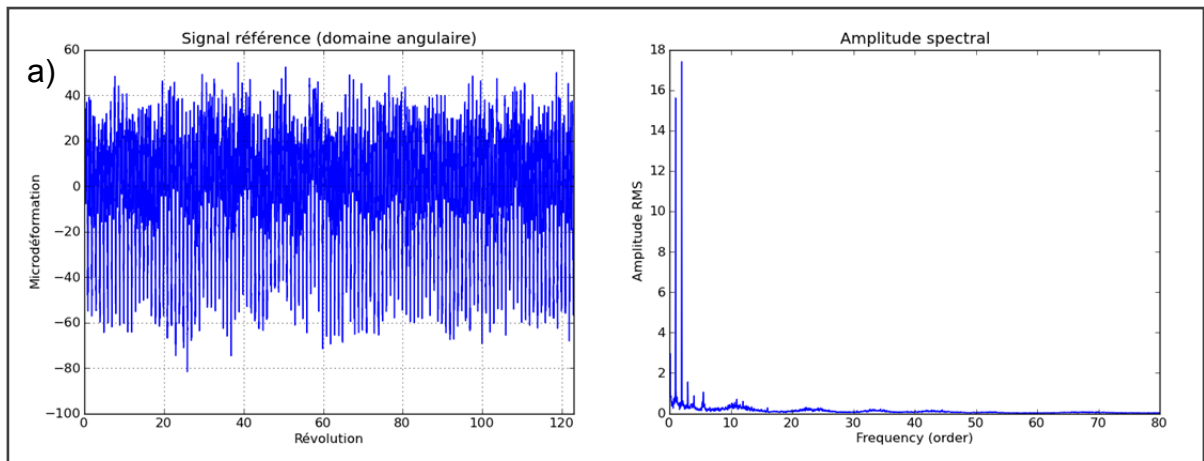 a)
Signal référence (domaine angulaire)
60
40
20
0
−20
−40
−60
−80
−100
Microdéformation
0 20 40 60 80 100 120
Révolution
Amplitude spectral
18
16
14
12
10
8
6
4
2
0
Amplitude RMS
0 10 20 30 40 50 60 70 80
Frequency (order)